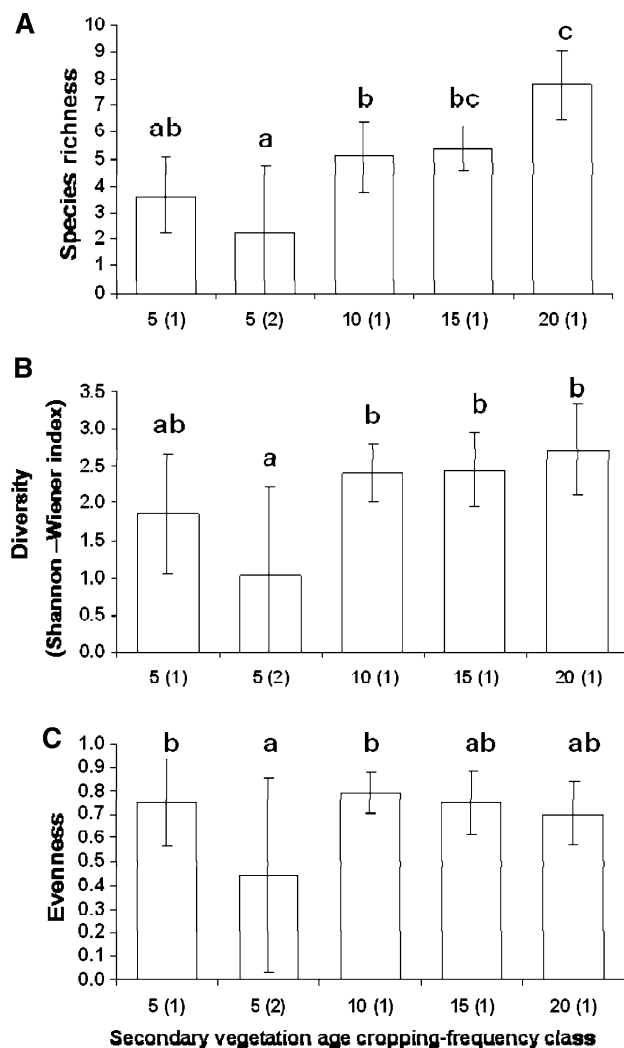 A
Species richness
10
9
8
7
6
5
4
3
2
1
0
ab
a
b
bc
c
5 (1) 5 (2) 10 (1) 15 (1) 20 (1)
B
Diversity
(Shannon –Wiener index)
3.5
3.0
2.5
2.0
1.5
1.0
0.5
0.0
ab
a
b
b
b
5 (1) 5 (2) 10 (1) 15 (1) 20 (1)
C
Evenness
1.0
0.9
0.8
0.7
0.6
0.5
0.4
0.3
0.2
0.1
0.0
b
a
b
ab
ab
5 (1) 5 (2) 10 (1) 15 (1) 20 (1)
Secondary vegetation age cropping-frequency class